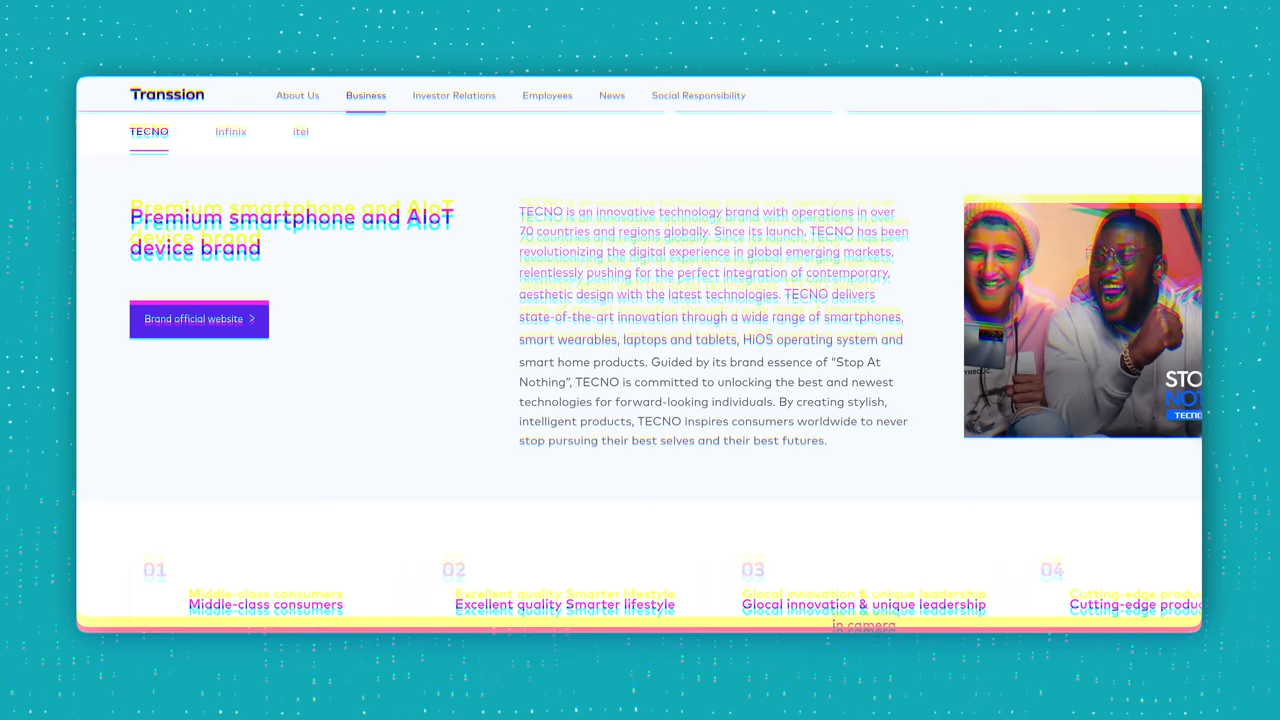 Transsion
About Us
Business
Investor Relations
Employees
News
Social Responsibility
TECNO
Infinix
itel
Premium smartphone and AIoT
device brand
Brand official website
TECNO is an innovative technology brand with operations in over
70 countries and regions globally. Since its launch, TECNO has been
revolutionizing the digital experience in global emerging markets,
relentlessly pushing for the perfect integration of contemporary,
aesthetic design with the latest technologies. TECNO delivers
state-of-the-art innovation through a wide range of smartphones,
smart wearables, laptops and tablets, HiOS operating system and
smart home products. Guided by its brand essence of "Stop At
Nothing", TECNO is committed to unlocking the best and newest
technologies for forward-looking individuals. By creating stylish,
intelligent products, TECNO inspires consumers worldwide to never
stop pursuing their best selves and their best futures.
STO
NOT
TECNO
01
Middle-class consumers
02
Excellent quality Smarter lifestyle
03
Glocal innovation & unique leadership
in camera
04
Cutting-edge produc